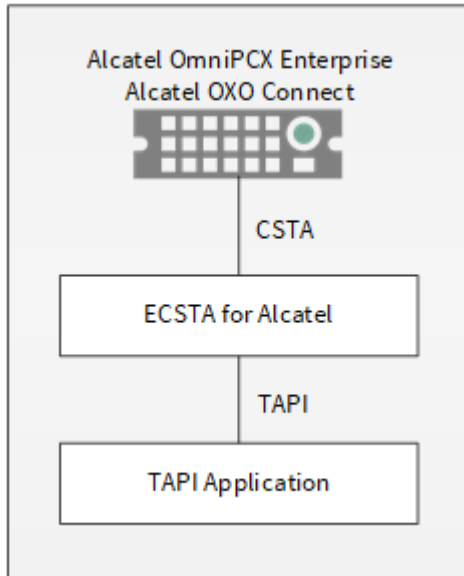 Alcatel OmniPCX Enterprise
Alcatel OXO Connect
CSTA
ECSTA for Alcatel
TAPI
TAPI Application